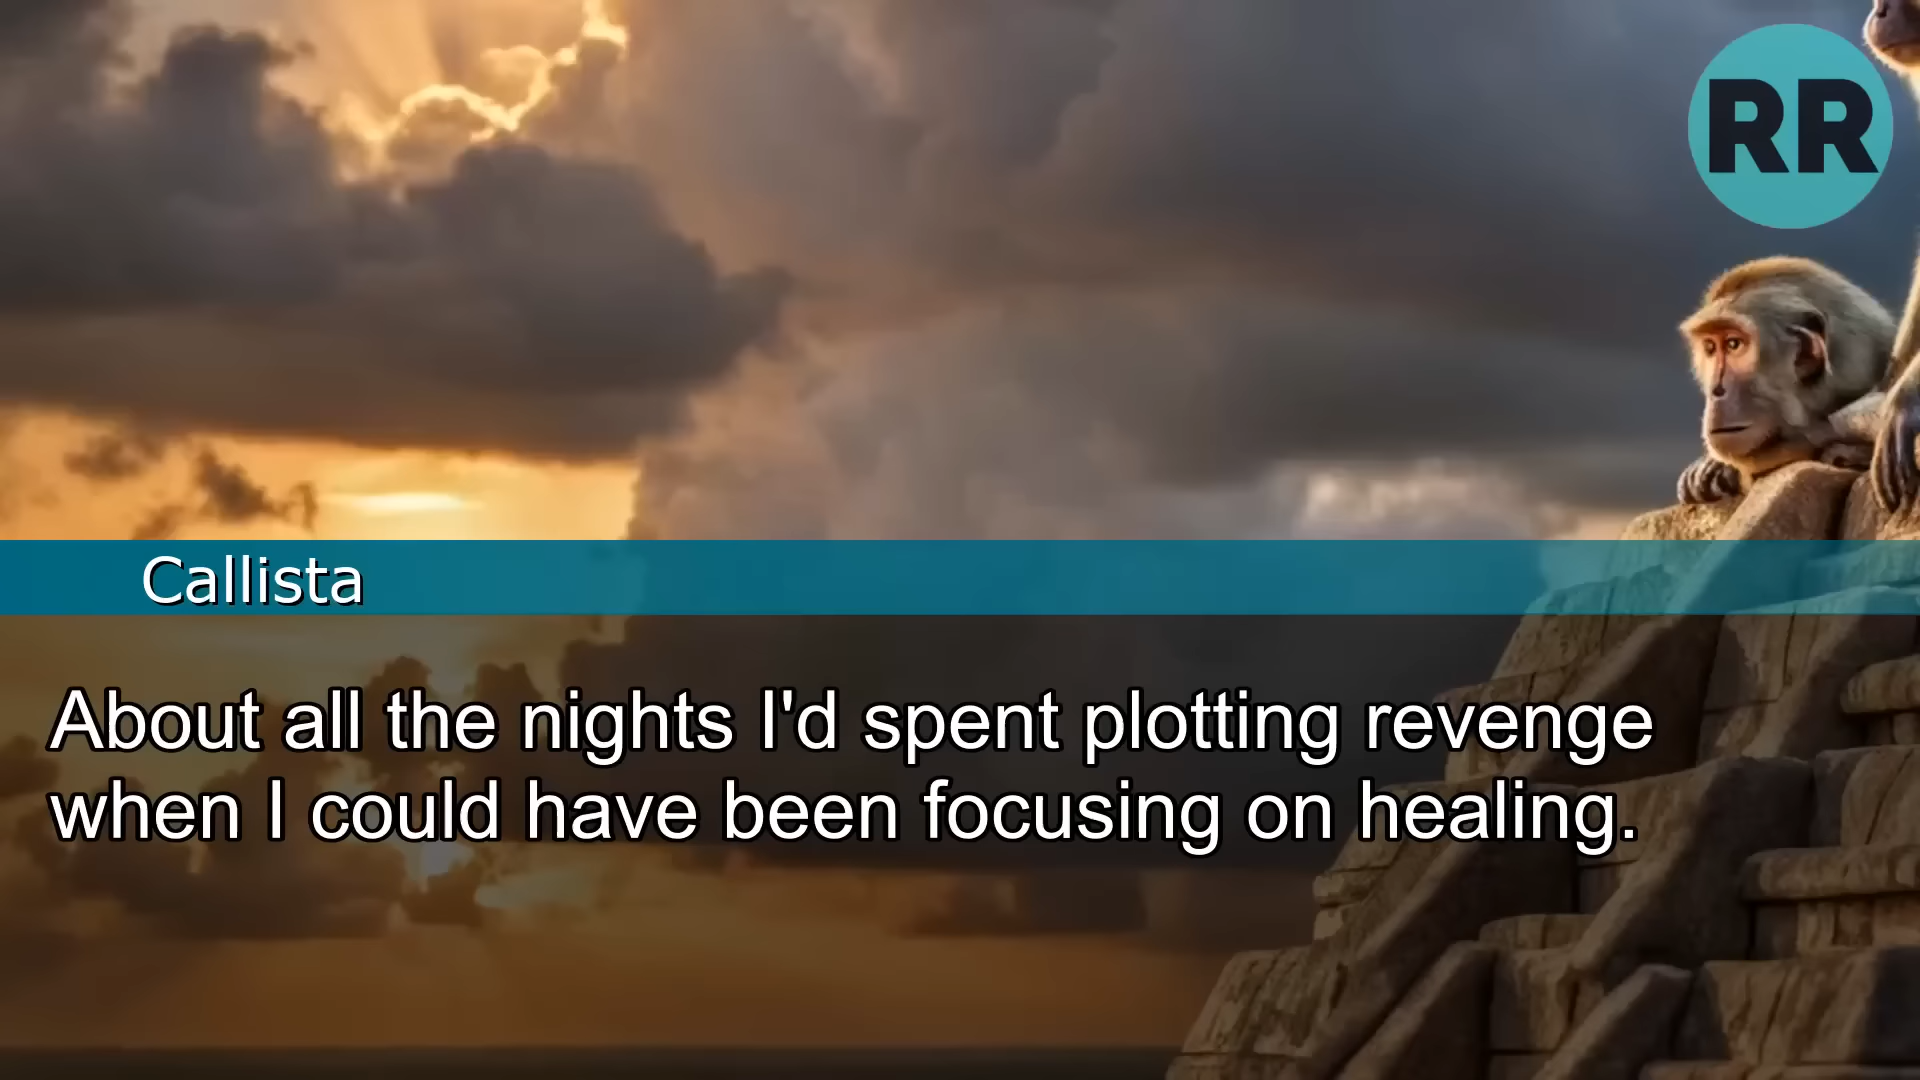 RR
Callista
About all the nights I'd spent plotting revenge
when I could have been focusing on healing.